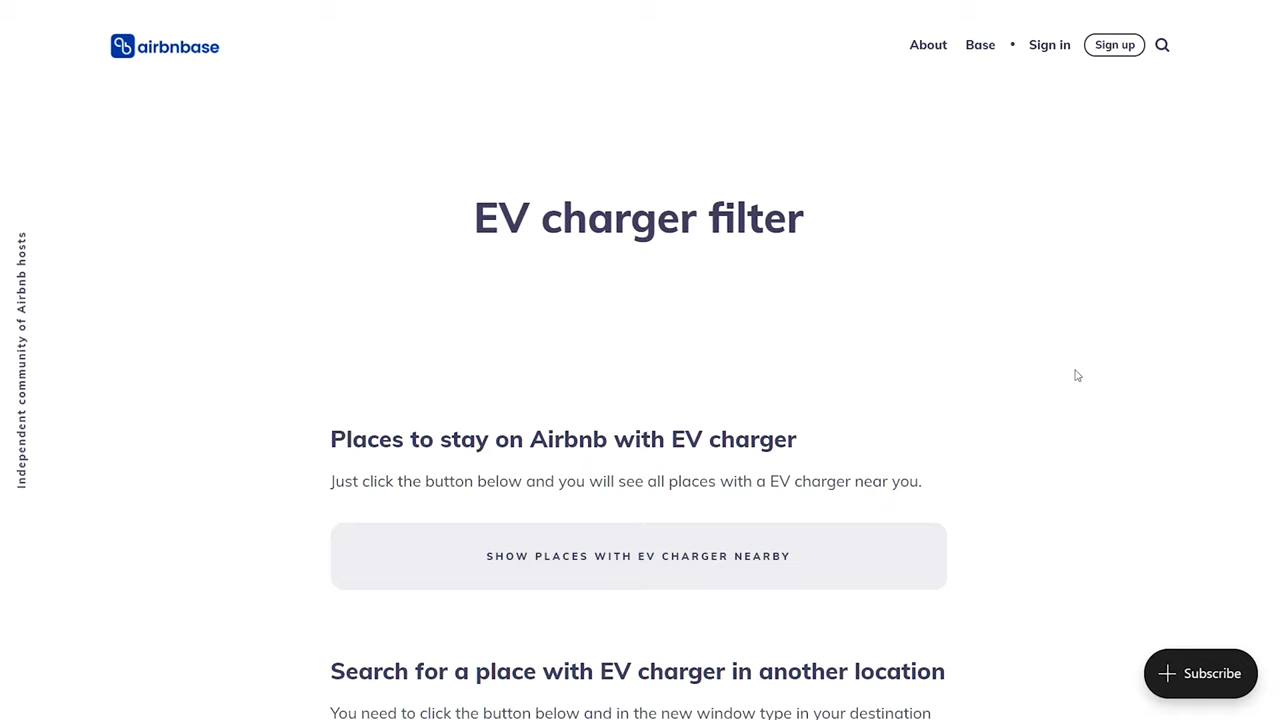 airbnbase
About Base • Sign in Sign up
EV charger filter
Independent community of Airbnb hosts
Places to stay on Airbnb with EV charger
Just click the button below and you will see all places with a EV charger near you.
SHOW PLACES WITH EV CHARGER NEARBY
Search for a place with EV charger in another location
You need to click the button below and in the new window type in your destination
Subscribe